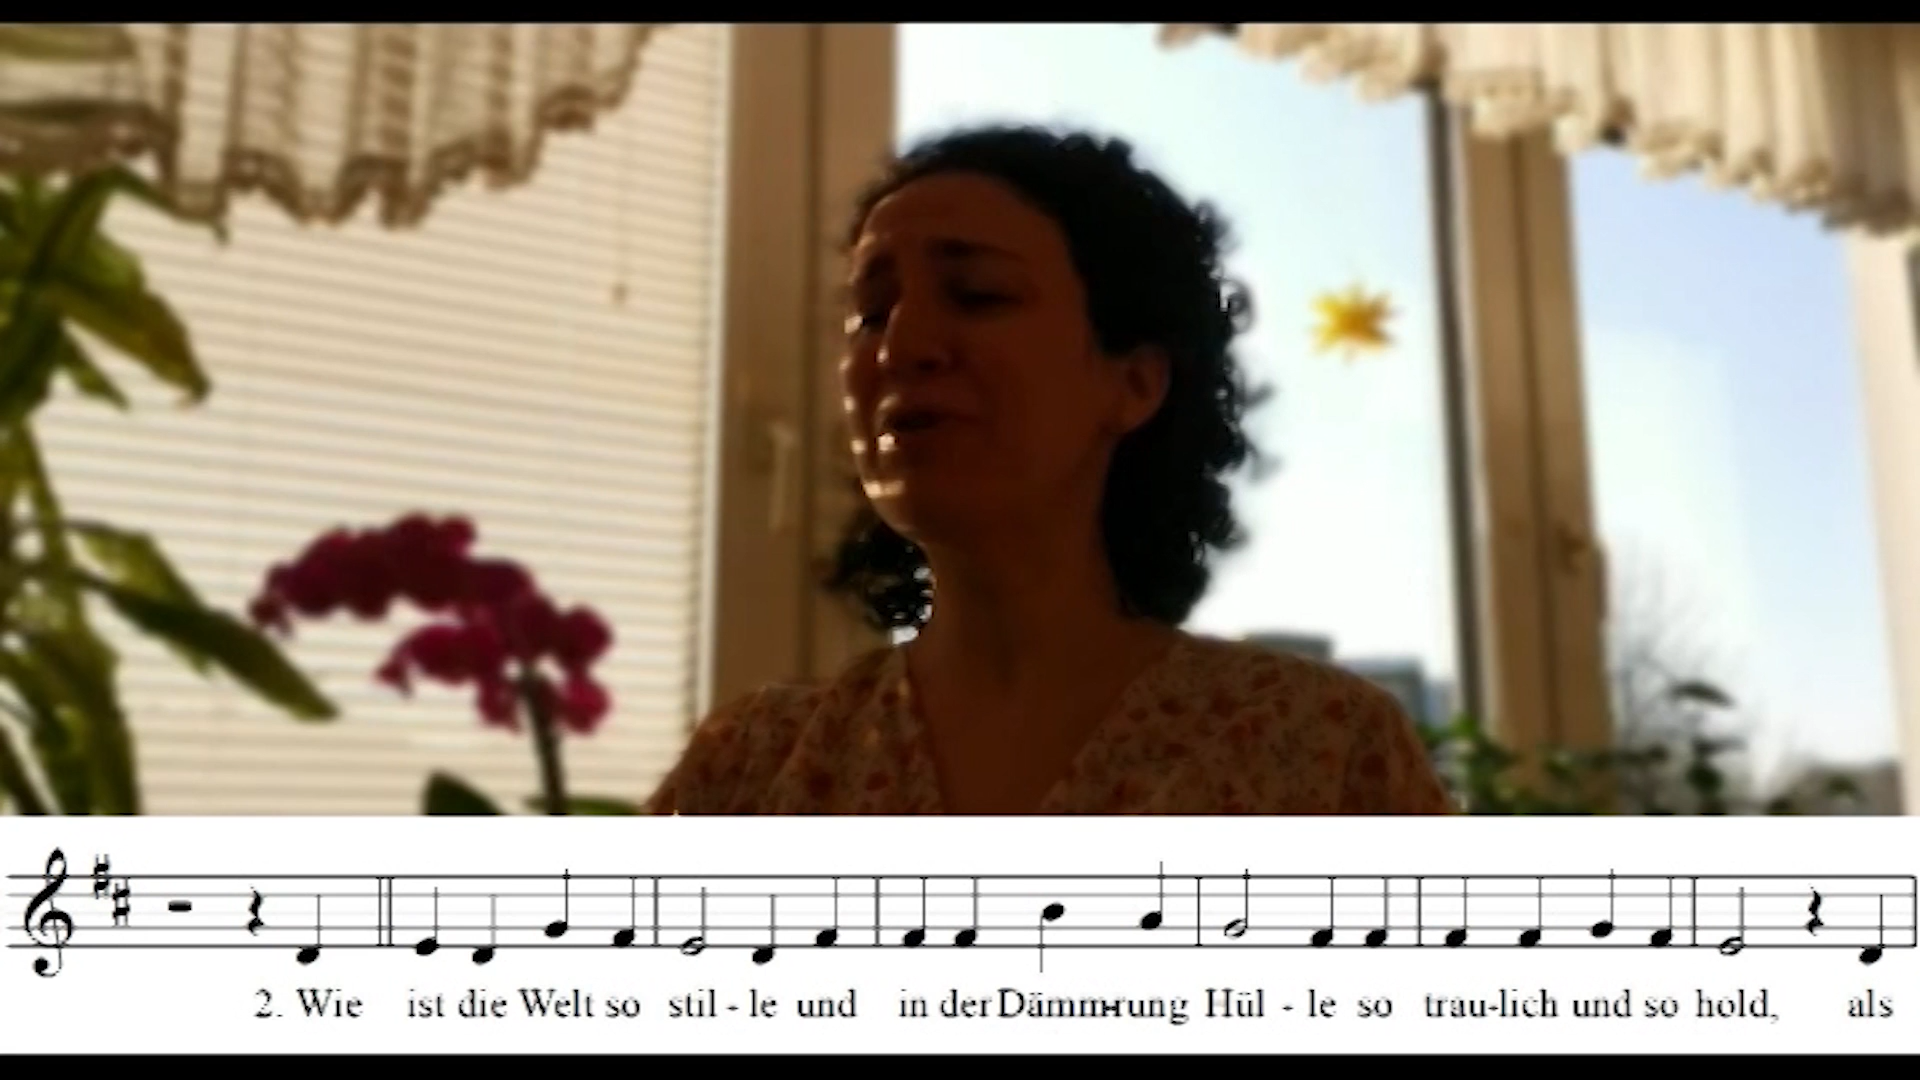 2. Wie ist die Welt so stil - le und in der Dämm-rung Hül - le so trau-lich und so hold, als